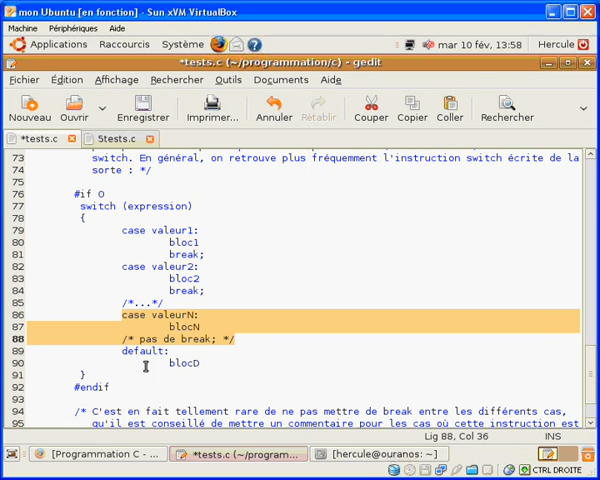 mon Ubuntu [en fonction] - Sun xVM VirtualBox
Machine Périphériques Aide
Applications Raccourcis Système mar 10 fév, 13:58 Hercule
*tests.c (~/programmation/c) - gedit
Fichier Édition Affichage Rechercher Outils Documents Aide
Nouveau Ouvrir Enregistrer Imprimer... Annuler Rétablir Couper Copier Coller Rechercher
*tests.c 5tests.c
73 switch. En général, on retrouve plus fréquemment l'instruction switch écrite de la
74 sorte : */
75
76 #if 0
77 switch (expression)
78 {
79 case valeur1:
80 bloc1
81 break;
82 case valeur2:
83 bloc2
84 break;
85 /*...*/
86 case valeurN:
87 blocN
88 /* pas de break; */
89 default:
90 blocD
91 }
92 #endif
93
94 /* C'est en fait tellement rare de ne pas mettre de break entre les différents cas,
95 qu'il est conseillé de mettre un commentaire pour les cas où cette instruction est
Lig 88, Col 36 INS
[Programmation C - ... *tests.c (~/program... [hercule@ouranos: ~]
CTRL DROITE